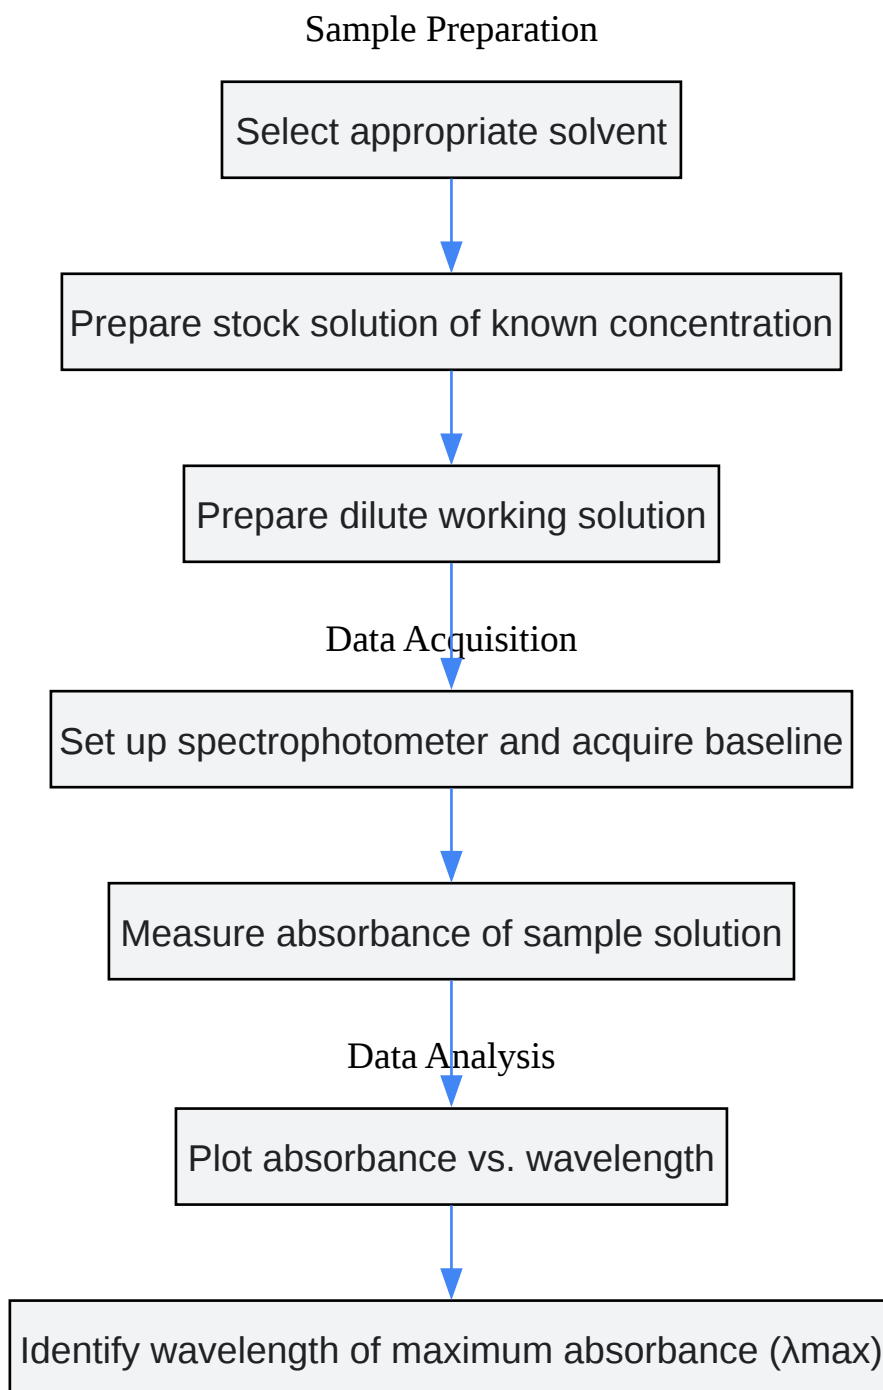 Sample Preparation
Select appropriate solvent
Prepare stock solution of known concentration
Prepare dilute working solution
Data Acquisition
Set up spectrophotometer and acquire baseline
Measure absorbance of sample solution
Data Analysis
Plot absorbance vs. wavelength
Identify wavelength of maximum absorbance (λmax)